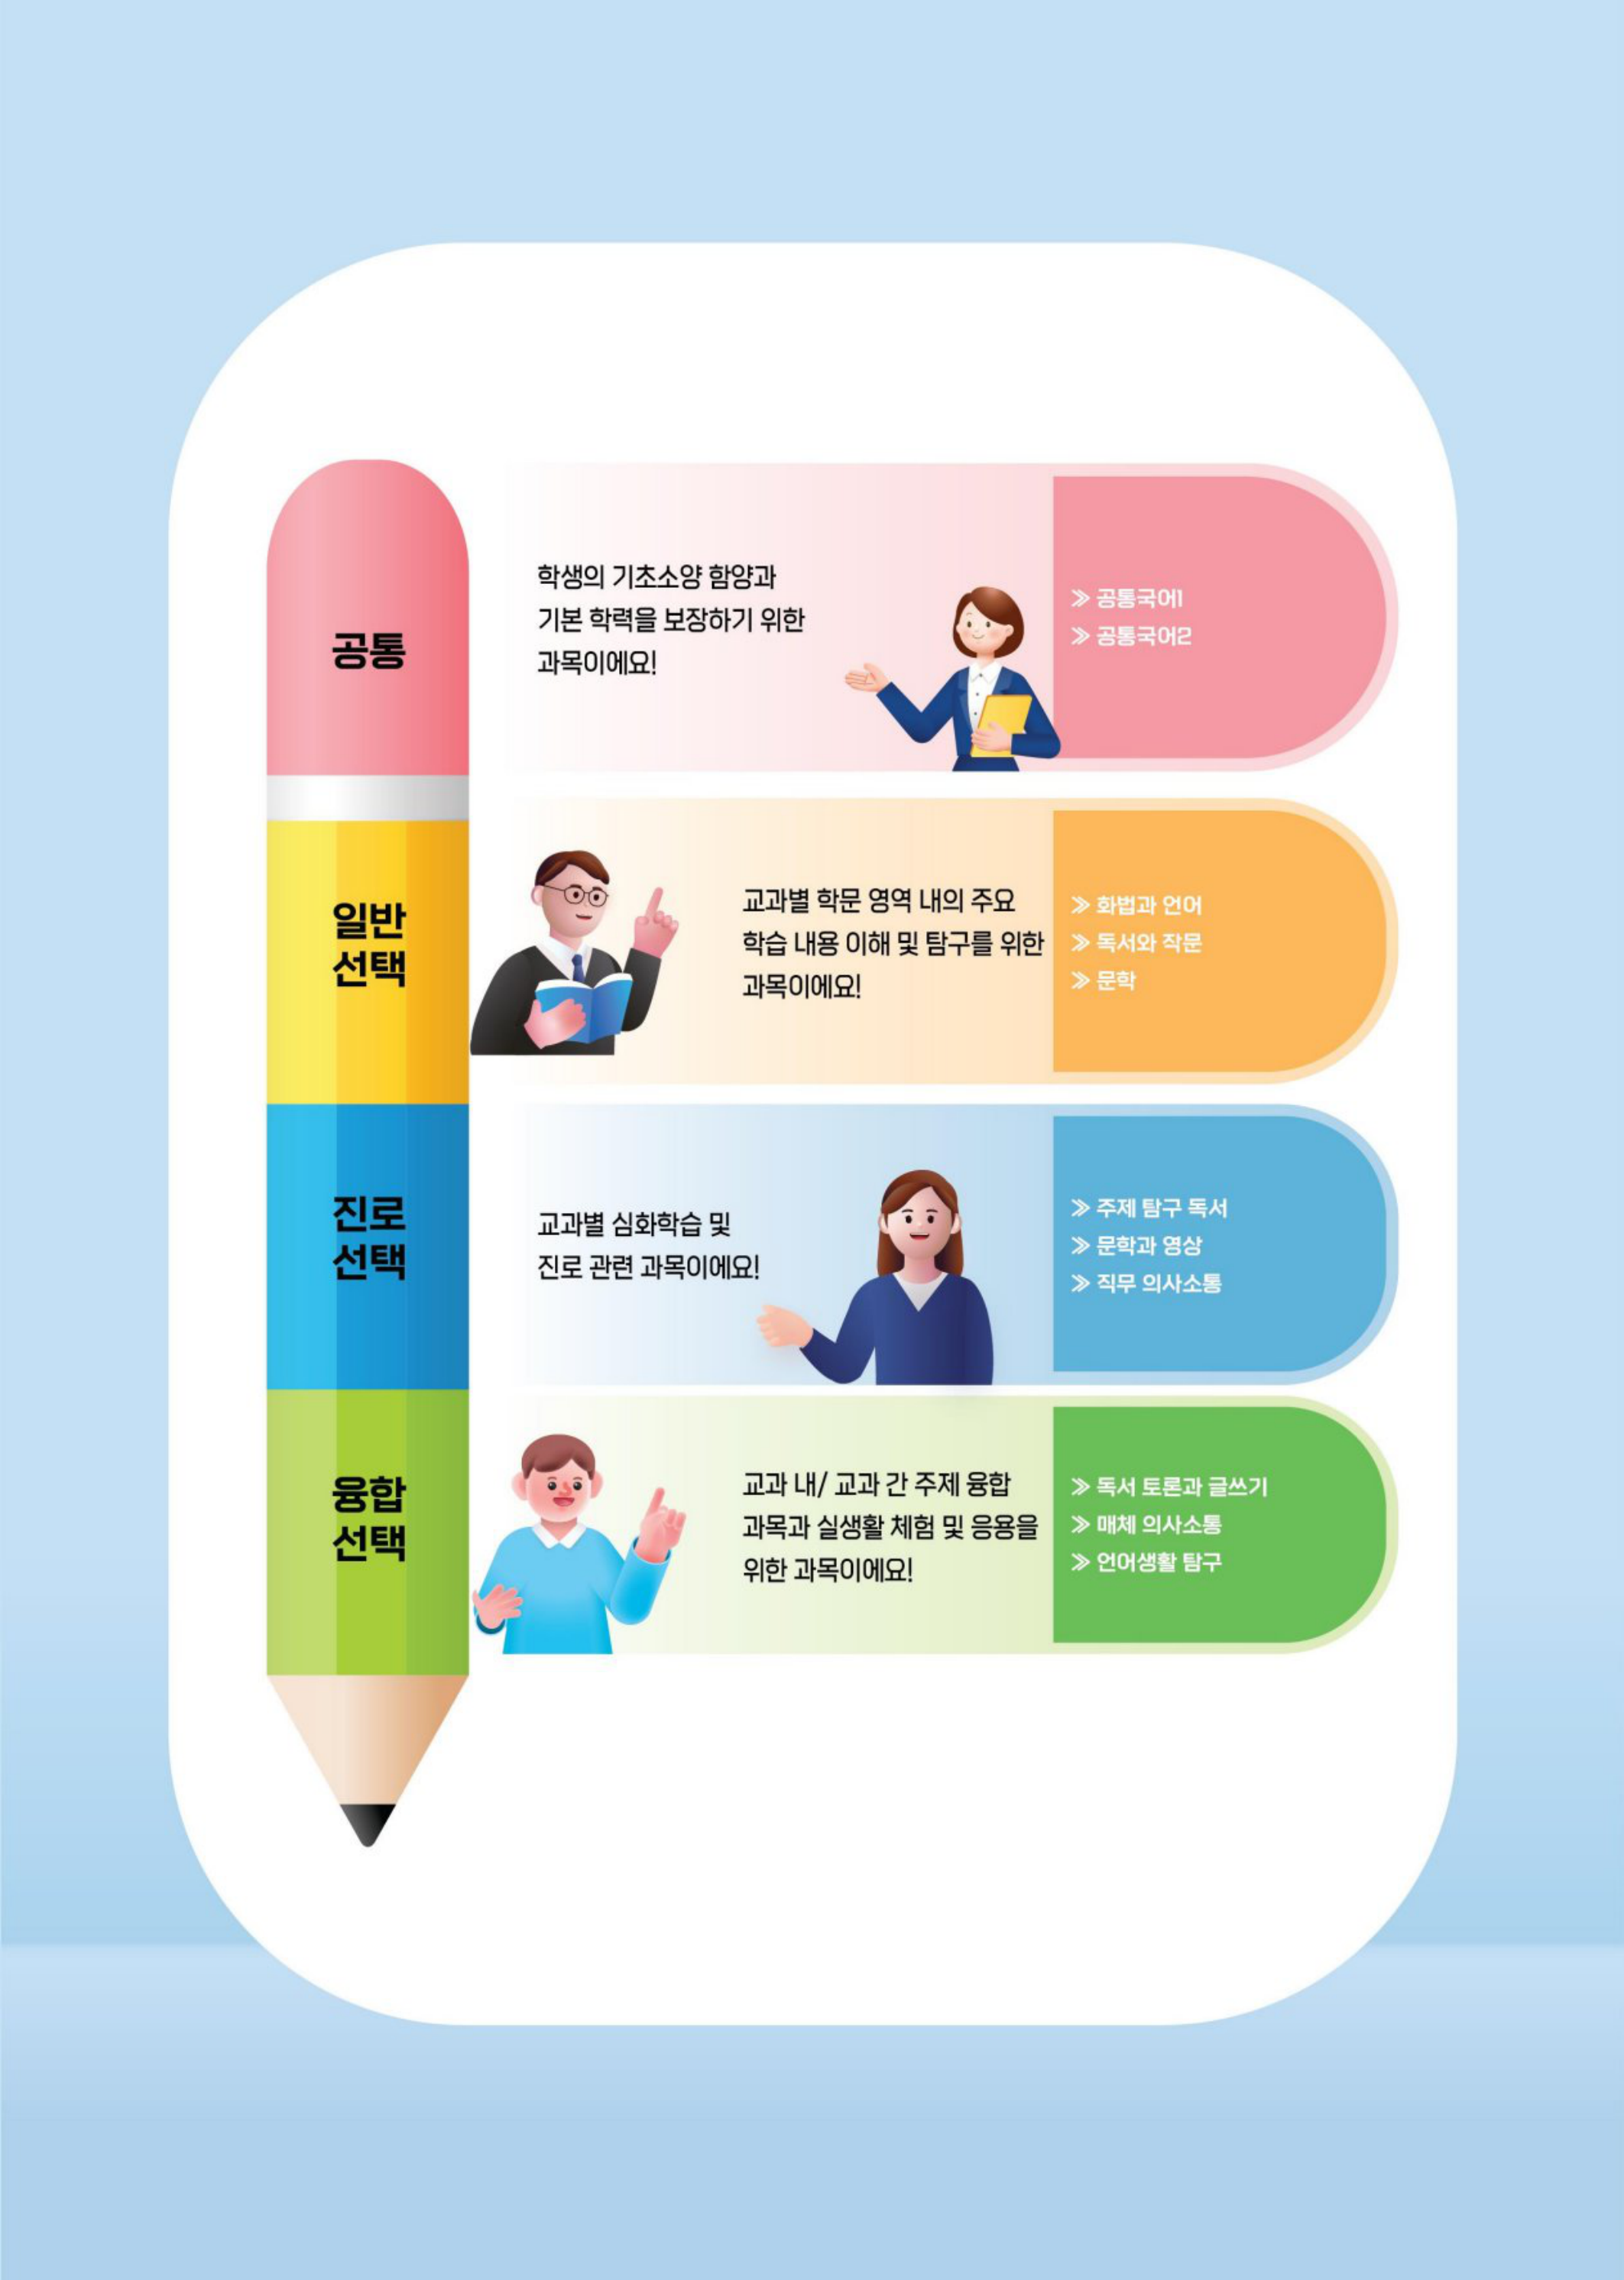 공통
학생의 기초소양 함양과
기본 학력을 보장하기 위한
과목이에요!
≫ 공통국어1
≫ 공통국어2
일반
선택
교과별 학문 영역 내의 주요
학습 내용 이해 및 탐구를 위한
과목이에요!
≫ 화법과 언어
≫ 독서와 작문
≫ 문학
진로
선택
교과별 심화학습 및
진로 관련 과목이에요!
≫ 주제 탐구 독서
≫ 문학과 영상
≫ 직무 의사소통
융합
선택
교과 내/ 교과 간 주제 융합
과목과 실생활 체험 및 응용을
위한 과목이에요!
≫ 독서 토론과 글쓰기
≫ 매체 의사소통
≫ 언어생활 탐구